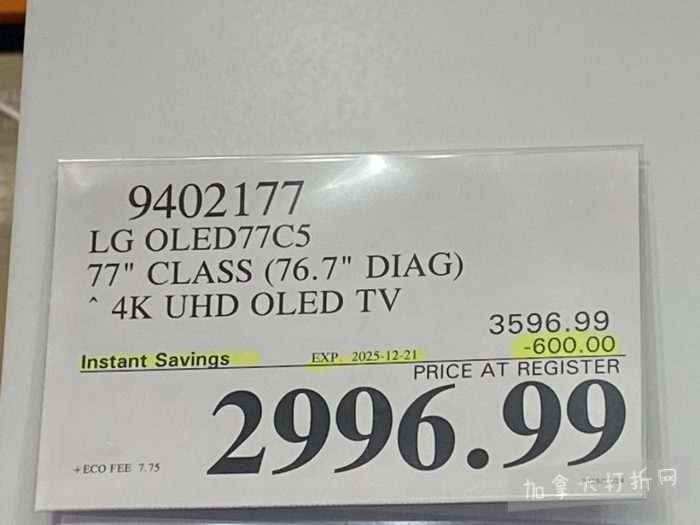 9402177
LG OLED77C5
77" CLASS (76.7" DIAG)
^ 4K UHD OLED TV
3596.99
Instant Savings EXP. 2025-12-21 -600.00
PRICE AT REGISTER
2996.99
+ECO FEE 7.75
加拿大打折网